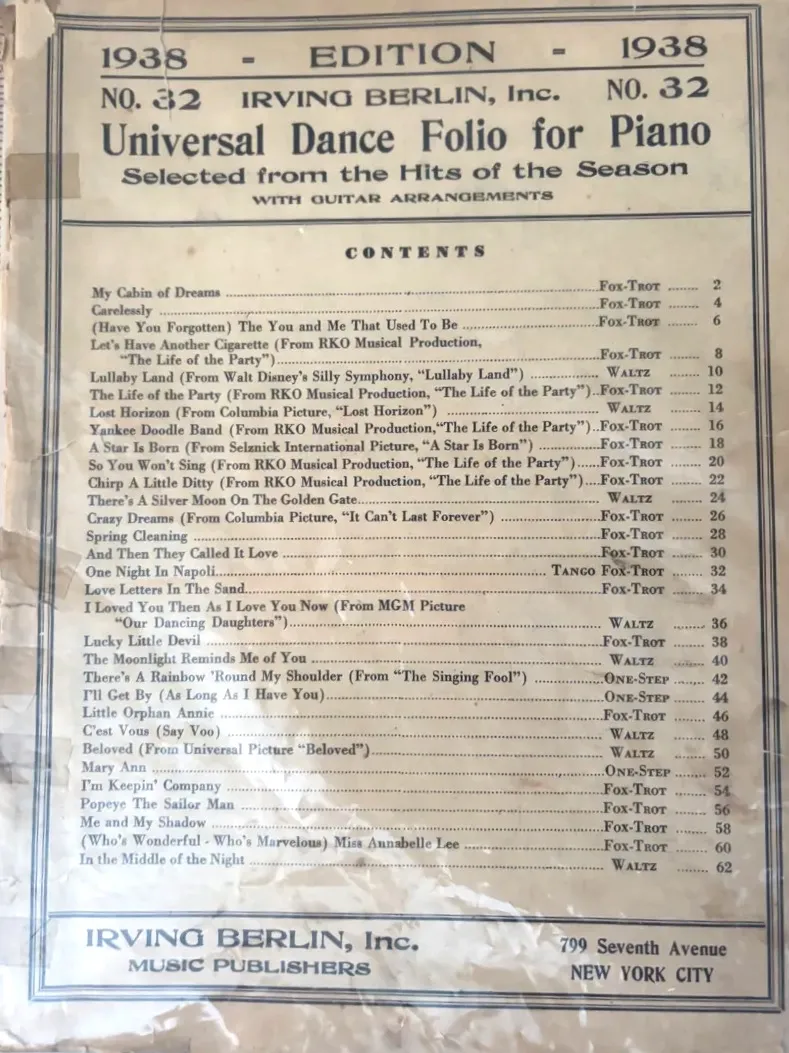 1938 - EDITION - 1938
NO. 32 IRVING BERLIN, Inc. NO. 32
Universal Dance Folio for Piano
Selected from the Hits of the Season
WITH GUITAR ARRANGEMENTS
CONTENTS
My Cabin of Dreams ........ FOX-TROT ........ 2
Carelessly ........ FOX-TROT ........ 4
(Have You Forgotten) The You and Me That Used To Be ........ FOX-TROT ........ 6
Let's Have Another Cigarette (From RKO Musical Production,
"The Life of the Party") ........ FOX-TROT ........ 8
Lullaby Land (From Walt Disney's Silly Symphony, "Lullaby Land") ........ WALTZ ........ 10
The Life of the Party (From RKO Musical Production, "The Life of the Party")..FOX-TROT ........ 12
Lost Horizon (From Columbia Picture, "Lost Horizon") ........ WALTZ ........ 14
Yankee Doodle Band (From RKO Musical Production,"The Life of the Party")..FOX-TROT ........ 16
A Star Is Born (From Selznick International Picture, "A Star Is Born") ........ FOX-TROT ........ 18
So You Won't Sing (From RKO Musical Production, "The Life of the Party").....FOX-TROT ........ 20
Chirp A Little Ditty (From RKO Musical Production, "The Life of the Party")....FOX-TROT ........ 22
There's A Silver Moon On The Golden Gate ........ WALTZ ........ 24
Crazy Dreams (From Columbia Picture, "It Can't Last Forever") ........ FOX-TROT ........ 26
Spring Cleaning ........ FOX-TROT ........ 28
And Then They Called It Love ........ FOX-TROT ........ 30
One Night In Napoli ........ TANGO FOX-TROT ........ 32
Love Letters In The Sand ........ FOX-TROT ........ 34
I Loved You Then As I Love You Now (From MGM Picture
"Our Dancing Daughters") ........ WALTZ ........ 36
Lucky Little Devil ........ FOX-TROT ........ 38
The Moonlight Reminds Me of You ........ WALTZ ........ 40
There's A Rainbow 'Round My Shoulder (From "The Singing Fool") ........ ONE-STEP ........ 42
I'll Get By (As Long As I Have You) ........ ONE-STEP ........ 44
Little Orphan Annie ........ FOX-TROT ........ 46
C'est Vous (Say Voo) ........ WALTZ ........ 48
Beloved (From Universal Picture "Beloved") ........ WALTZ ........ 50
Mary Ann ........ ONE-STEP ........ 52
I'm Keepin' Company ........ FOX-TROT ........ 54
Popeye The Sailor Man ........ FOX-TROT ........ 56
Me and My Shadow ........ FOX-TROT ........ 58
(Who's Wonderful - Who's Marvelous) Miss Annabelle Lee ........ FOX-TROT ........ 60
In the Middle of the Night ........ WALTZ ........ 62
IRVING BERLIN, Inc. 799 Seventh Avenue
MUSIC PUBLISHERS NEW YORK CITY